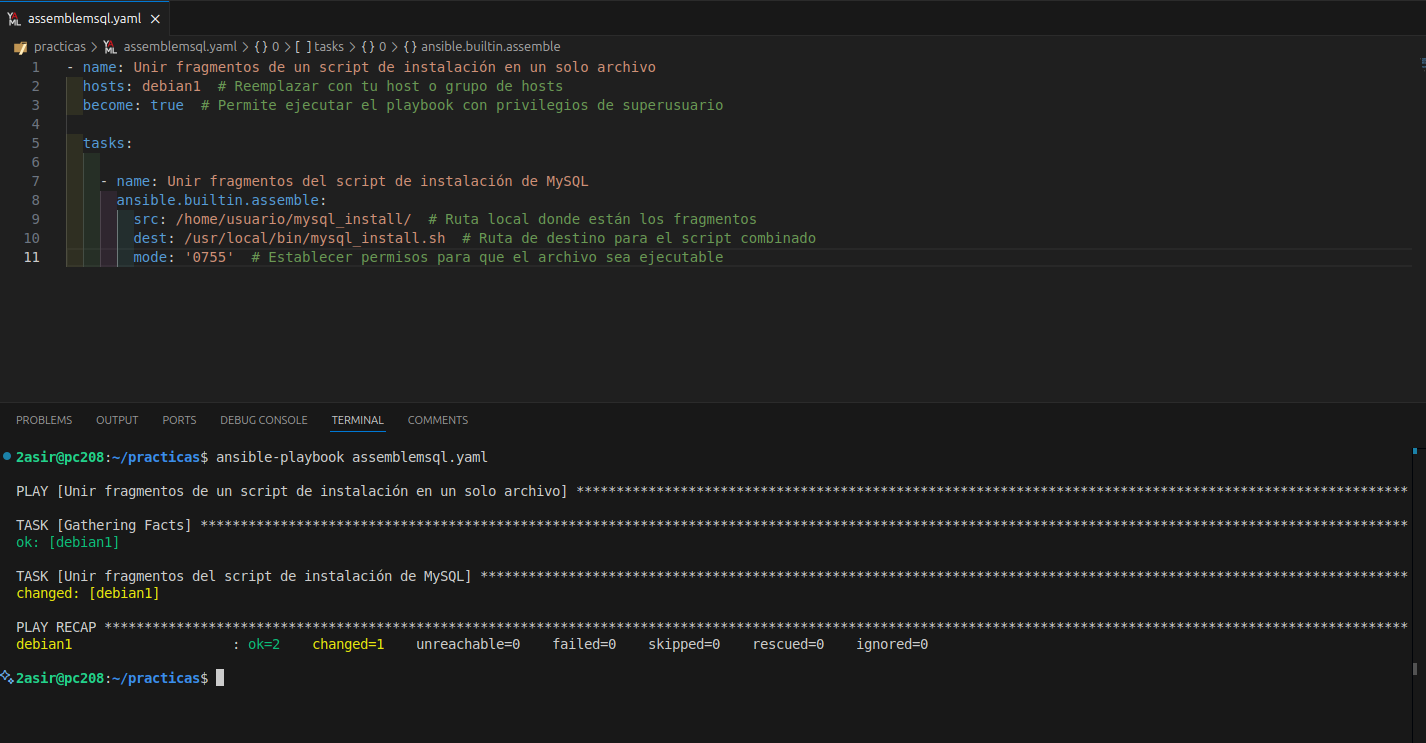 YAML assemblemsql.yaml ×
practicas > YAML assemblemsql.yaml > {} 0 > [ ] tasks > {} 0 > {} ansible.builtin.assemble
1 - name: Unir fragmentos de un script de instalación en un solo archivo
2 hosts: debian1 # Reemplazar con tu host o grupo de hosts
3 become: true # Permite ejecutar el playbook con privilegios de superusuario
4
5 tasks:
6
7 - name: Unir fragmentos del script de instalación de MySQL
8 ansible.builtin.assemble:
9 src: /home/usuario/mysql_install/ # Ruta local donde están los fragmentos
10 dest: /usr/local/bin/mysql_install.sh # Ruta de destino para el script combinado
11 mode: '0755' # Establecer permisos para que el archivo sea ejecutable
PROBLEMS OUTPUT PORTS DEBUG CONSOLE TERMINAL COMMENTS
2asir@pc208:~/practicas$ ansible-playbook assemblemsql.yaml
PLAY [Unir fragmentos de un script de instalación en un solo archivo] ********************************************************************************************************
TASK [Gathering Facts] *******************************************************************************************************************************************************
ok: [debian1]
TASK [Unir fragmentos del script de instalación de MySQL] ********************************************************************************************************************
changed: [debian1]
PLAY RECAP *******************************************************************************************************************************************************************
debian1 : ok=2 changed=1 unreachable=0 failed=0 skipped=0 rescued=0 ignored=0
2asir@pc208:~/practicas$